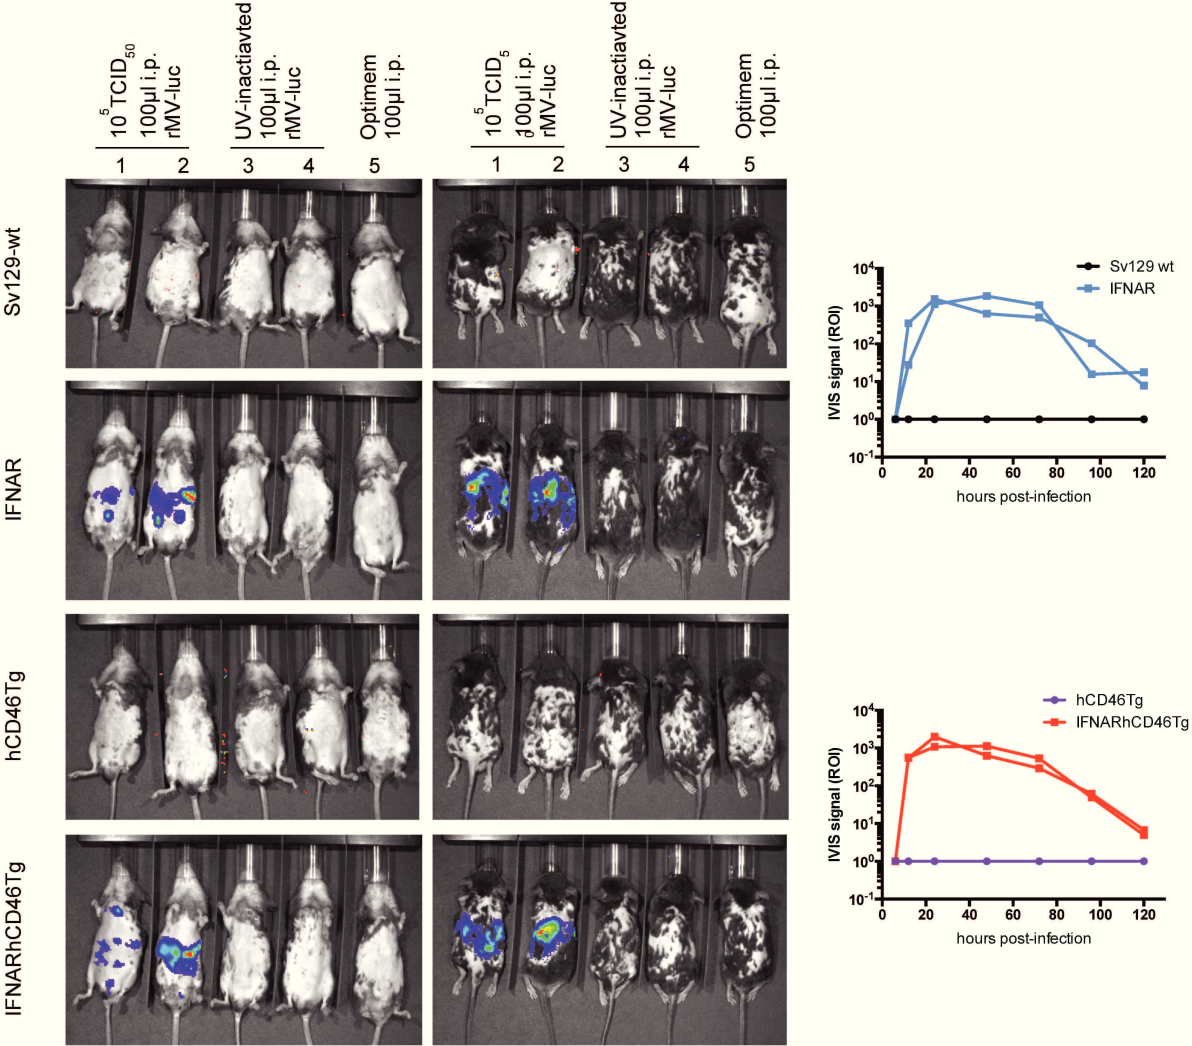 10⁵TCID₅₀
100µl i.p.
rMV-luc
UV-inactiavted
100µl i.p.
rMV-luc
Optimem
100µl i.p.
10⁵TCID₅
100µl i.p.
0
rMV-luc
UV-inactiavted
100µl i.p.
rMV-luc
Optimem
100µl i.p.
1 2 3 4 5
1 2 3 4 5
Sv129-wt
IFNAR
hCD46Tg
IFNARhCD46Tg
Sv129 wt
IFNAR
IVIS signal (ROI)
10⁴
10³
10²
10¹
10⁰
10⁻¹
0 20 40 60 80 100 120
hours post-infection
hCD46Tg
IFNARhCD46Tg
IVIS signal (ROI)
10⁴
10³
10²
10¹
10⁰
10⁻¹
0 20 40 60 80 100 120
hours post-infection